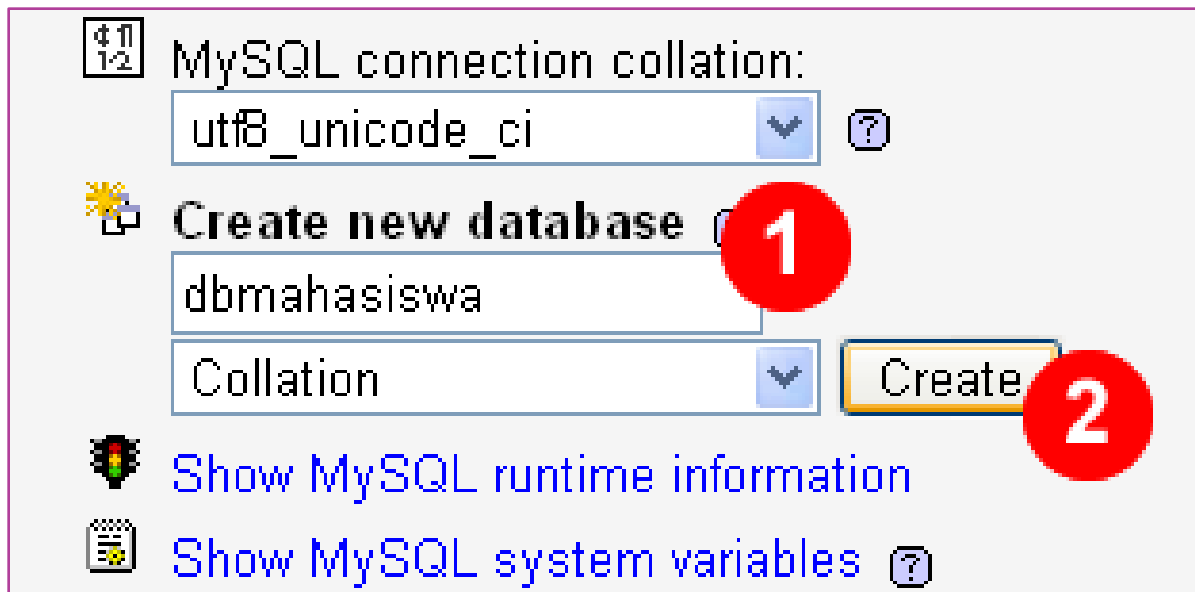 MySQL connection collation:
utf8_unicode_ci
Create new database
1
dbmahasiswa
Collation
Create
2
Show MySQL runtime information
Show MySQL system variables